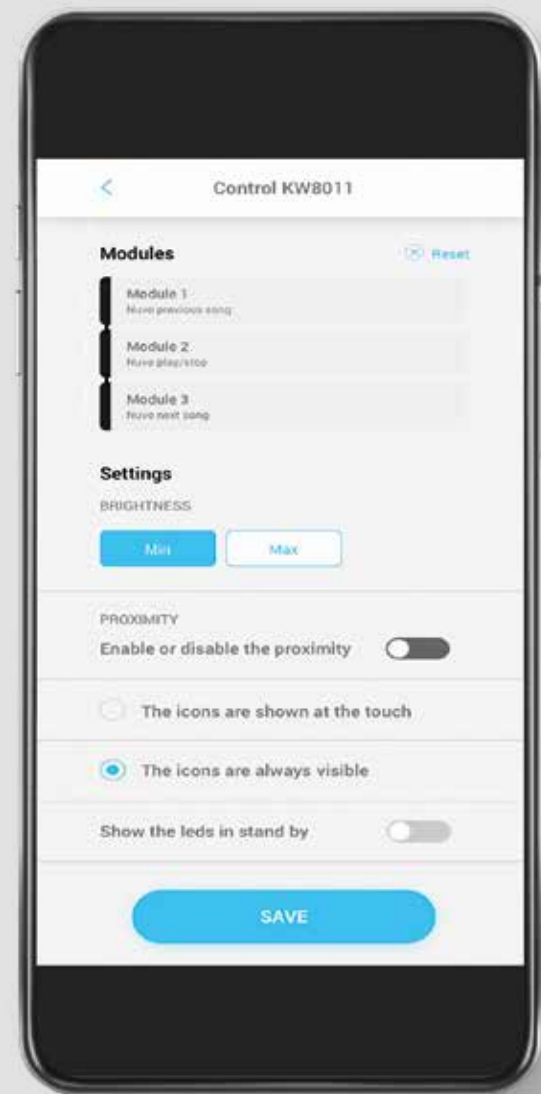 Control KW8011
Modules
Reset
Module 1
Nuvo previous song
Module 2
Nuvo play/stop
Module 3
Nuvo next song
Settings
BRIGHTNESS
Min
Max
PROXIMITY
Enable or disable the proximity
The icons are shown at the touch
The icons are always visible
Show the leds in stand by
SAVE